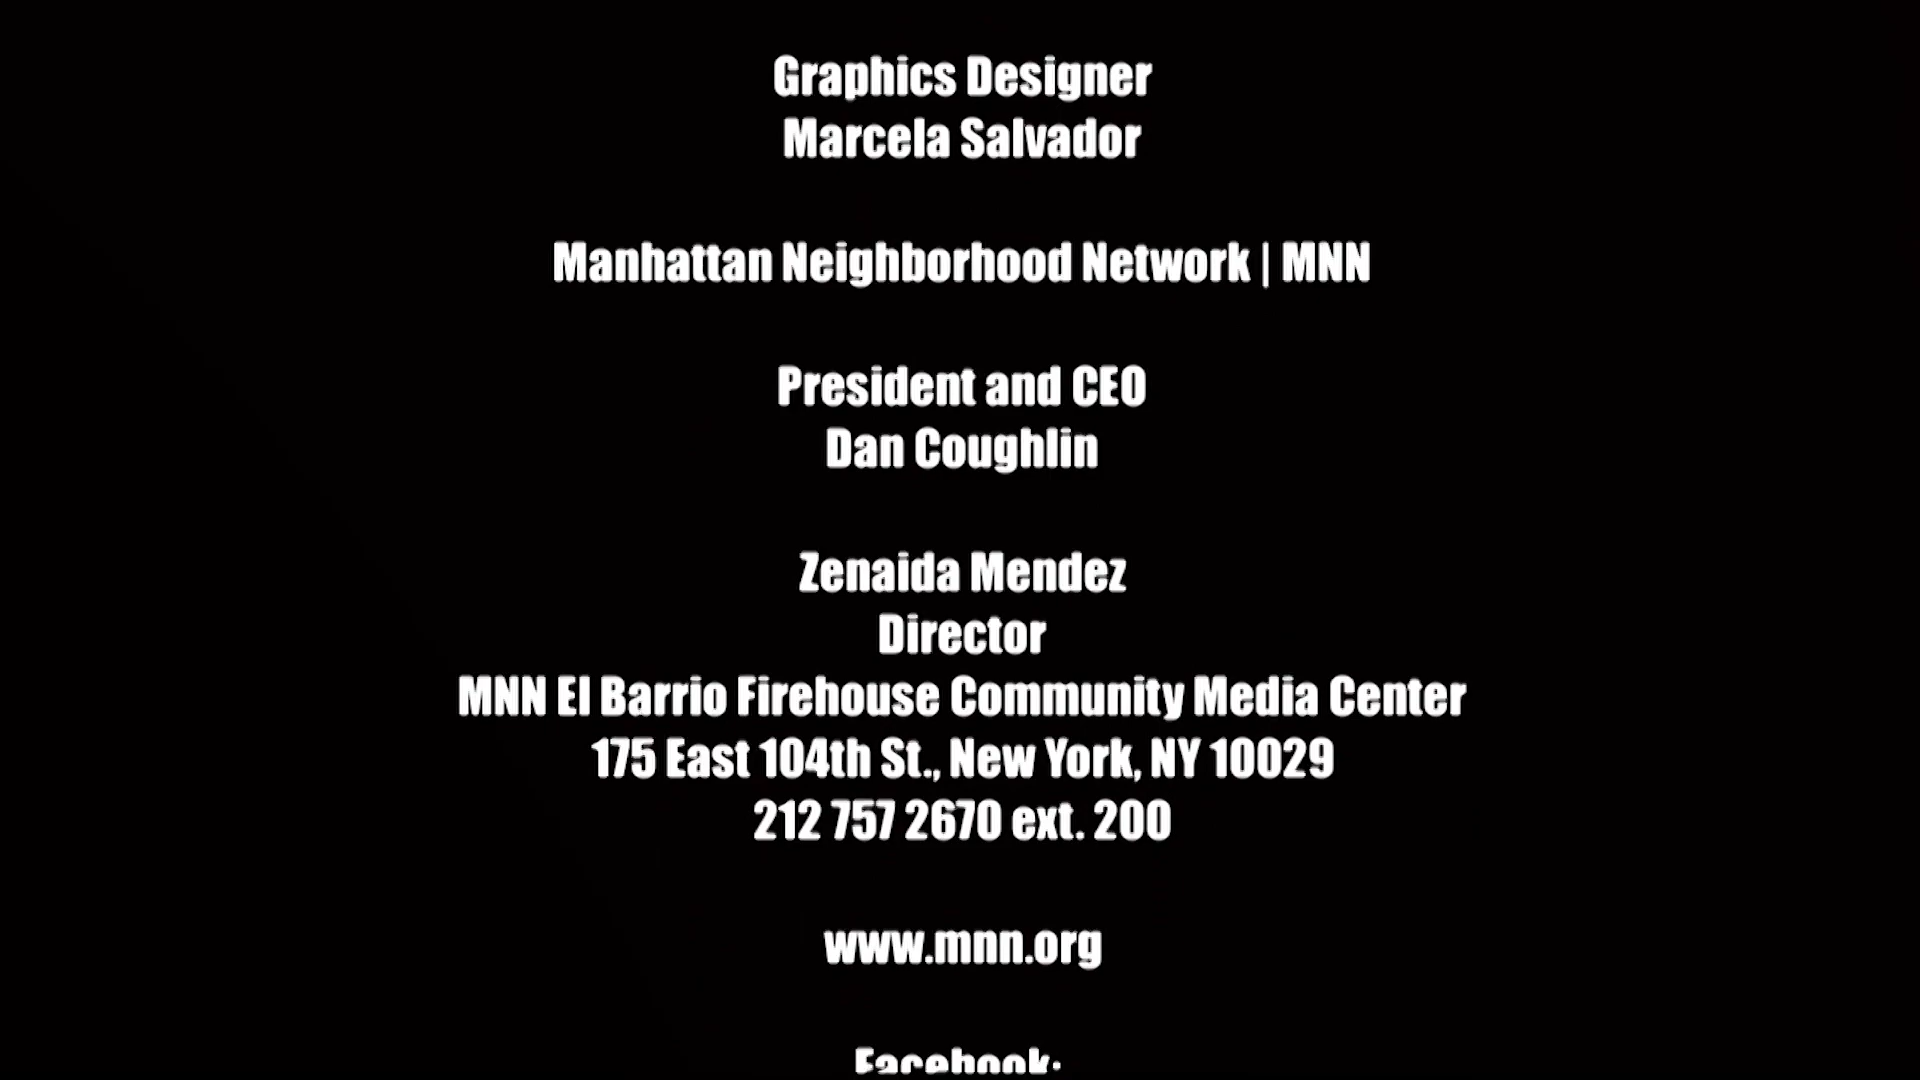 Graphics Designer
Marcela Salvador
Manhattan Neighborhood Network | MNN
President and CEO
Dan Coughlin
Zenaida Mendez
Director
MNN El Barrio Firehouse Community Media Center
175 East 104th St., New York, NY 10029
212 757 2670 ext. 200
www.mnn.org
Facebook: